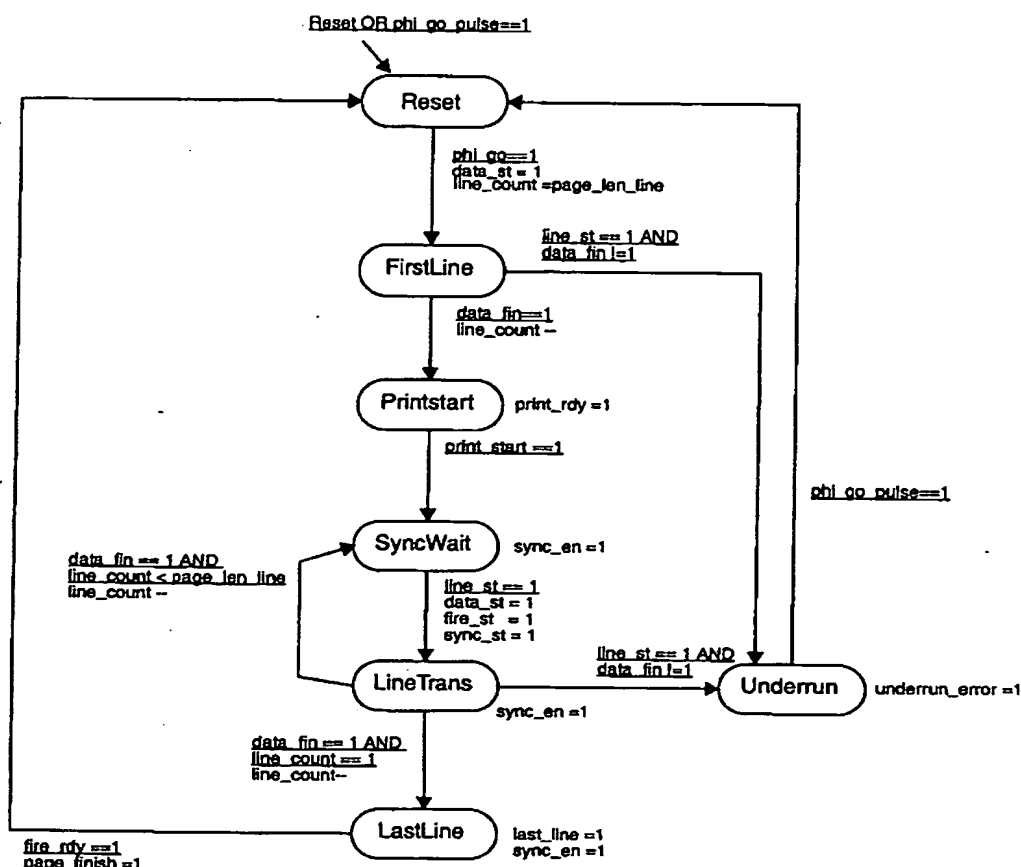 Reset OR phi_go_pulse==1
Reset
phi_go==1
data_st = 1
line_count =page_len_line
line_st == 1 AND
data_fin !=1
FirstLine
data_fin==1
line_count --
Printstart
print_rdy =1
print_start ==1
phi_go_pulse==1
SyncWait
sync_en =1
data_fin == 1 AND
line_count < page_len_line
line_count --
line_st == 1
data_st = 1
fire_st = 1
sync_st = 1
line_st == 1 AND
data_fin !=1
LineTrans
sync_en =1
Underrun
underrun_error =1
data_fin == 1 AND
line_count == 1
line_count--
LastLine
last_line =1
sync_en =1
fire_rdy ==1
page_finish =1